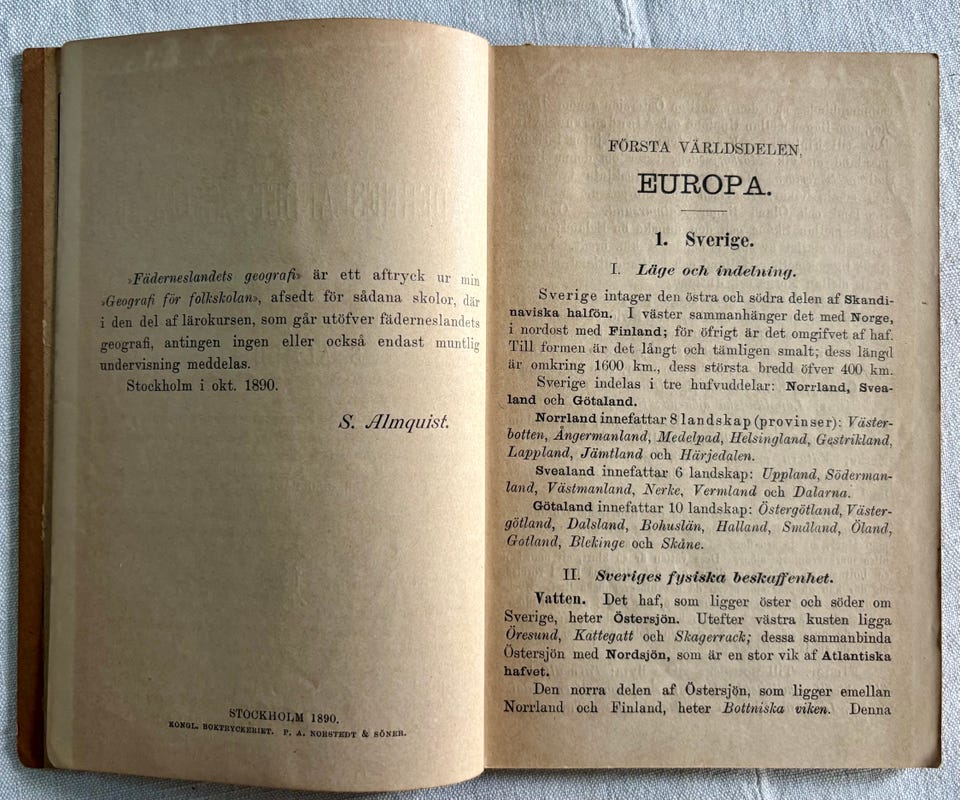 »Fäderneslandets geografi» är ett aftryck ur min
»Geografi för folkskolan», afsedt för sådana skolor, där
i den del af lärokursen, som går utöfver fäderneslandets
geografi, antingen ingen eller också endast muntlig
undervisning meddelas.
Stockholm i okt. 1890.
S. Almquist.
STOCKHOLM 1890.
KONGL. BOKTRYCKERIET. P. A. NORSTEDT & SÖNER.
FÖRSTA VÄRLDSDELEN.
EUROPA.
1. Sverige.
I. Läge och indelning.
Sverige intager den östra och södra delen af Skandi-
naviska halfön. I väster sammanhänger det med Norge,
i nordost med Finland; för öfrigt är det omgifvet af haf.
Till formen är det långt och tämligen smalt; dess längd
är omkring 1600 km., dess största bredd öfver 400 km.
Sverige indelas i tre hufvuddelar: Norrland, Svea-
land och Götaland.
Norrland innefattar 8 landskap (provinser): Väster-
botten, Ångermanland, Medelpad, Helsingland, Gestrikland,
Lappland, Jämtland och Härjedalen.
Svealand innefattar 6 landskap: Uppland, Söderman-
land, Västmanland, Nerke, Vermland och Dalarna.
Götaland innefattar 10 landskap: Östergötland, Väster-
götland, Dalsland, Bohuslän, Halland, Småland, Öland,
Gotland, Blekinge och Skåne.
II. Sveriges fysiska beskaffenhet.
Vatten. Det haf, som ligger öster och söder om
Sverige, heter Östersjön. Utefter västra kusten ligga
Öresund, Kattegatt och Skagerrack; dessa sammanbinda
Östersjön med Nordsjön, som är en stor vik af Atlantiska
hafvet.
Den norra delen af Östersjön, som ligger emellan
Norrland och Finland, heter Bottniska viken. Denna